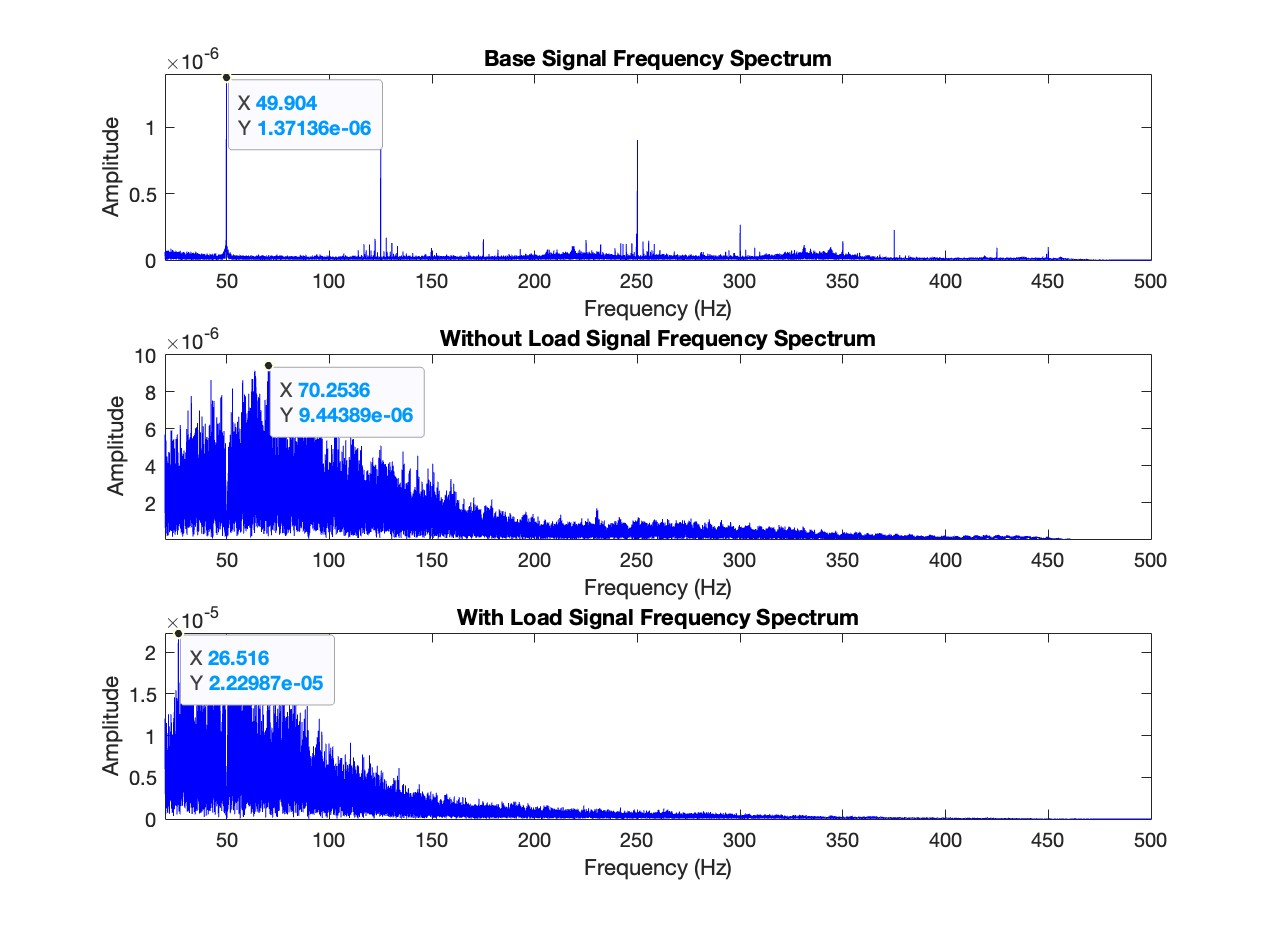 Base Signal Frequency Spectrum
×10-6
Amplitude
1
0.5
0
X 49.904
Y 1.37136e-06
50 100 150 200 250 300 350 400 450 500
Frequency (Hz)
Without Load Signal Frequency Spectrum
×10-6
Amplitude
10
8
6
4
2
X 70.2536
Y 9.44389e-06
50 100 150 200 250 300 350 400 450 500
Frequency (Hz)
With Load Signal Frequency Spectrum
×10-5
Amplitude
2
1.5
1
0.5
0
X 26.516
Y 2.22987e-05
50 100 150 200 250 300 350 400 450 500
Frequency (Hz)